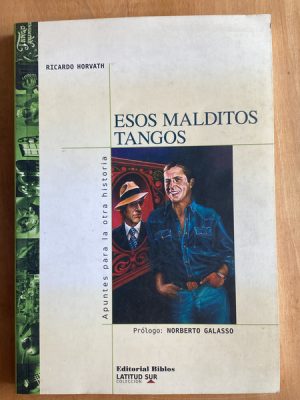 RICARDO HORVATH
ESOS MALDITOS
TANGOS
Apuntes para la otra historia
Prólogo: NORBERTO GALASSO
Editorial Biblos
LATITUD SUR
COLECCIÓN